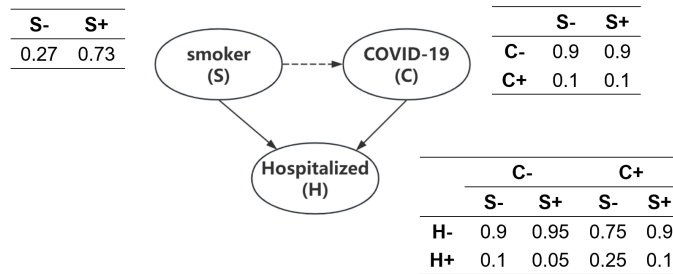 S- S+
0.27 0.73
smoker
(S)
COVID-19
(C)
S- S+
C- 0.9 0.9
C+ 0.1 0.1
Hospitalized
(H)
C- C+
S- S+ S- S+
H- 0.9 0.95 0.75 0.9
H+ 0.1 0.05 0.25 0.1